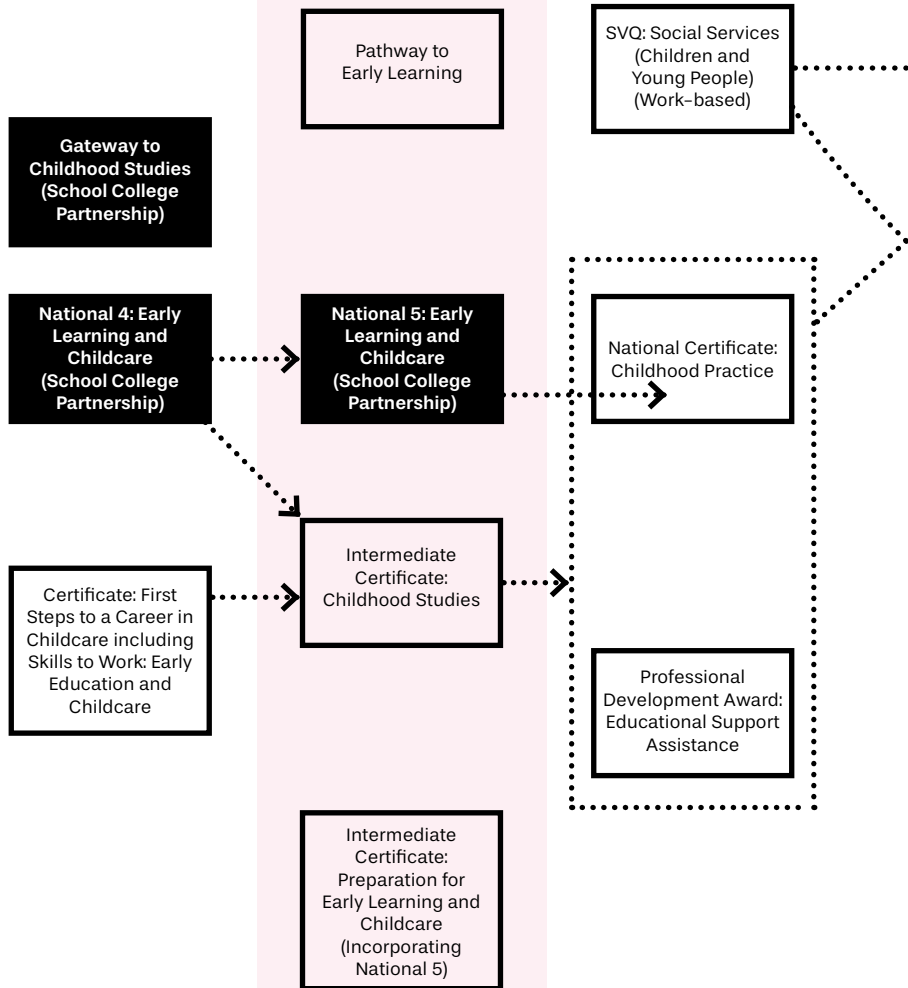 Gateway to
Childhood Studies
(School College
Partnership)
National 4: Early
Learning and
Childcare
(School College
Partnership)
Certificate: First
Steps to a Career in
Childcare including
Skills to Work: Early
Education and
Childcare
Pathway to
Early Learning
National 5: Early
Learning and
Childcare
(School College
Partnership)
Intermediate
Certificate:
Childhood Studies
Intermediate
Certificate:
Preparation for
Early Learning and
Childcare
(Incorporating
National 5)
SVQ: Social Services
(Children and
Young People)
(Work-based)
National Certificate:
Childhood Practice
Professional
Development Award:
Educational Support
Assistance